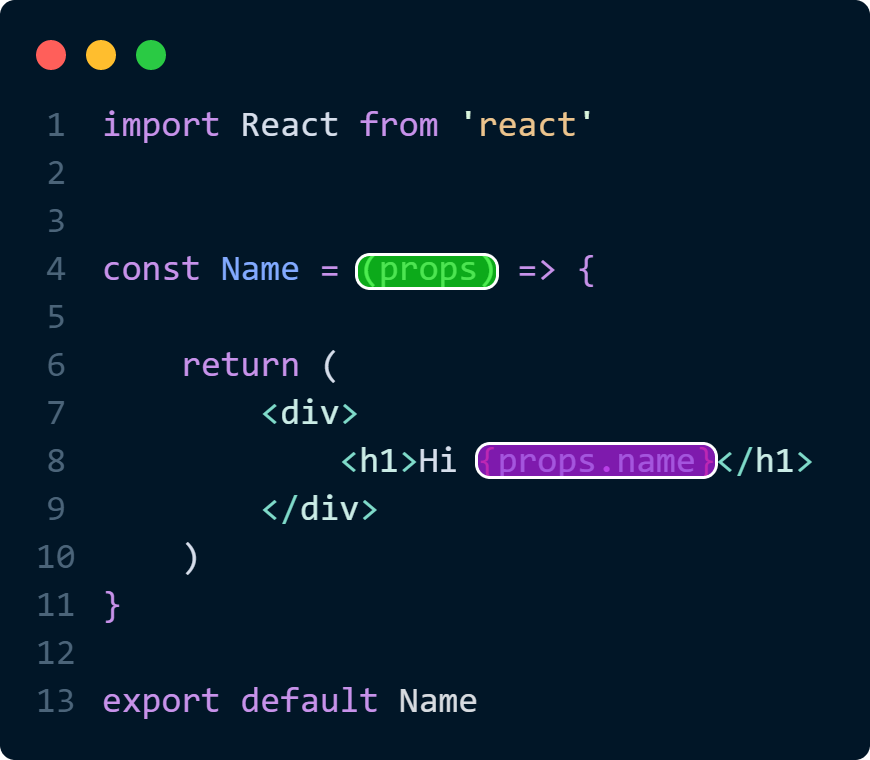 1 import React from 'react'
2
3
4 const Name = (props) => {
5
6     return (
7         <div>
8             <h1>Hi {props.name}</h1>
9         </div>
10     )
11 }
12
13 export default Name